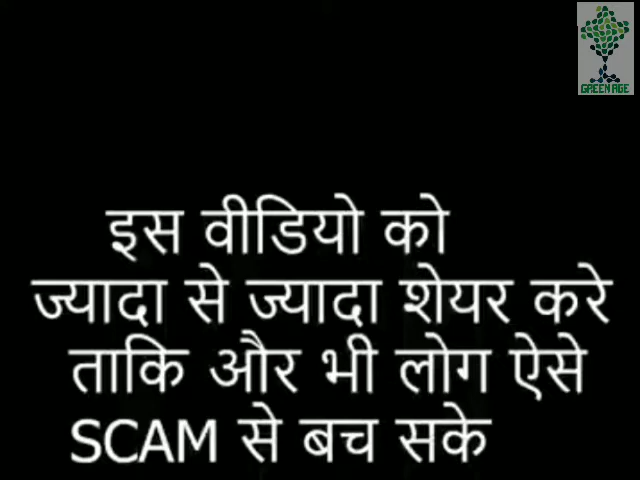 GREEN AGE
इस वीडियो को
ज्यादा से ज्यादा शेयर करे
ताकि और भी लोग ऐसे
SCAM से बच सके